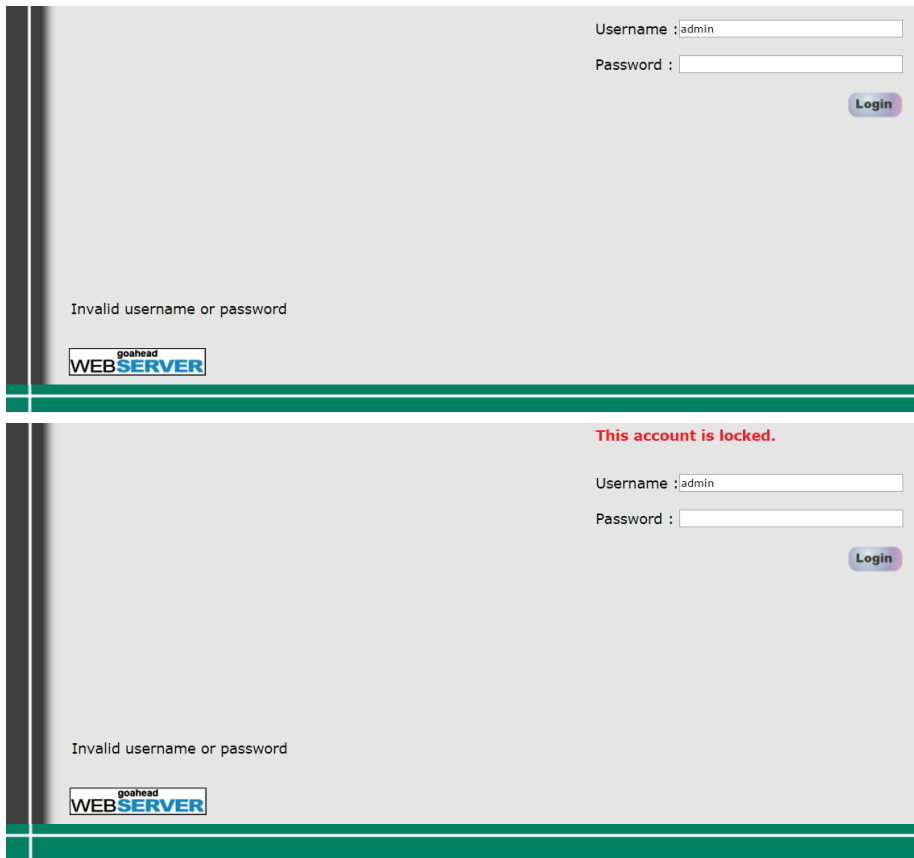 Username : admin
Password :
Login
Invalid username or password
goahead
WEBSERVER
This account is locked.
Username : admin
Password :
Login
Invalid username or password
goahead
WEBSERVER